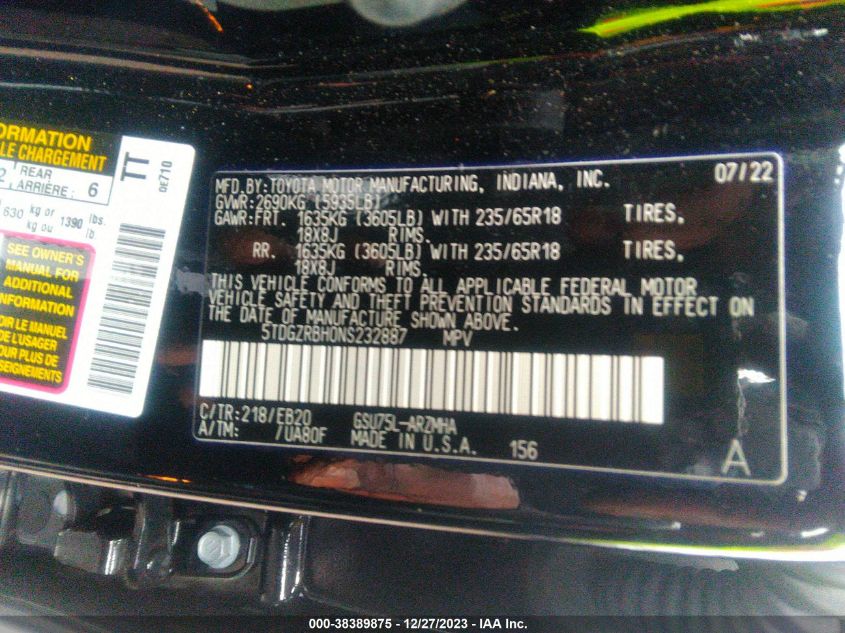 ORMATION
LE CHARGEMENT
2 REAR
ARRIÈRE: 6
630 kg or 1390 lbs.
kg ou lb
SEE OWNER'S
MANUAL FOR
ADDITIONAL
INFORMATION
OIR LE MANUEL
DE L'USAGER
OUR PLUS DE
SEIGNEMENTS
TT
0E710
MFD.BY:TOYOTA MOTOR MANUFACTURING, INDIANA, INC. 07/22
GVWR:2690KG (5935LB)
GAWR:FRT. 1635KG (3605LB) WITH 235/65R18 TIRES,
18X8J RIMS.
RR. 1635KG (3605LB) WITH 235/65R18 TIRES,
18X8J RIMS.
THIS VEHICLE CONFORMS TO ALL APPLICABLE FEDERAL MOTOR
VEHICLE SAFETY AND THEFT PREVENTION STANDARDS IN EFFECT ON
THE DATE OF MANUFACTURE SHOWN ABOVE.
5TDGZRBH0NS232887 MPV
C/TR:218/EB20 GSU75L-ARZMHA
A/TM: /UA80F MADE IN U.S.A. 156
A
000-38389875 - 12/27/2023 - IAA Inc.